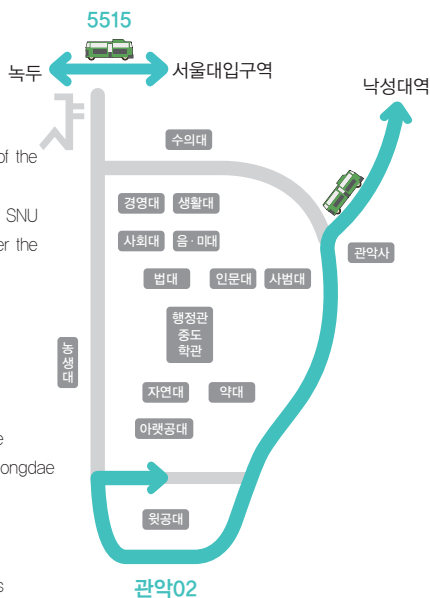 5515
녹두
서울대입구역
낙성대역
수의대
of the
경영대 생활대
SNU
사회대 음·미대
er the
관악사
법대 인문대 사범대
행정관
중도
학관
농생대
자연대 약대
아랫공대
e
ongdae
윗공대
s
관악02